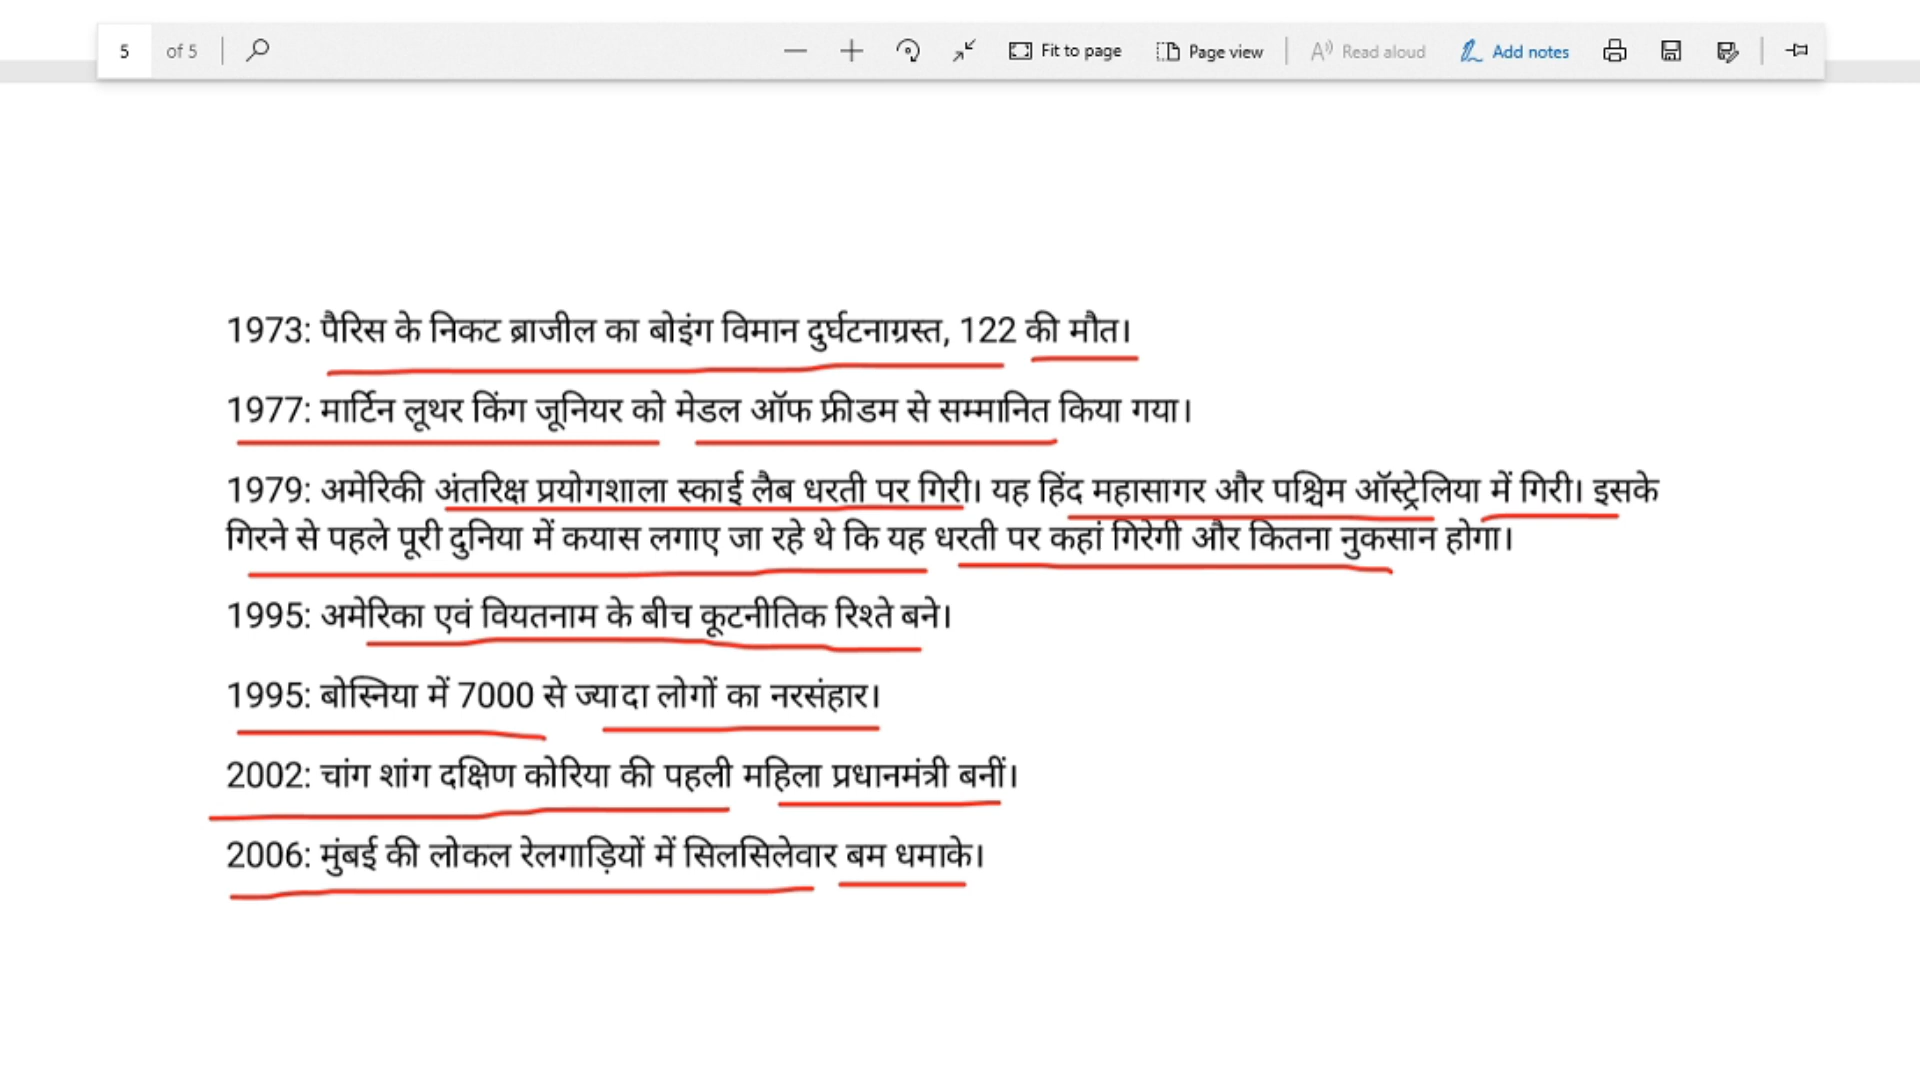 5 of 5 Fit to page Page view Read aloud Add notes
1973: पैरिस के निकट ब्राजील का बोइंग विमान दुर्घटनाग्रस्त, 122 की मौत।
1977: मार्टिन लूथर किंग जूनियर को मेडल ऑफ फ्रीडम से सम्मानित किया गया।
1979: अमेरिकी अंतरिक्ष प्रयोगशाला स्काई लैब धरती पर गिरी। यह हिंद महासागर और पश्चिम ऑस्ट्रेलिया में गिरी। इसके
गिरने से पहले पूरी दुनिया में कयास लगाए जा रहे थे कि यह धरती पर कहां गिरेगी और कितना नुकसान होगा।
1995: अमेरिका एवं वियतनाम के बीच कूटनीतिक रिश्ते बने।
1995: बोस्निया में 7000 से ज्यादा लोगों का नरसंहार।
2002: चांग शांग दक्षिण कोरिया की पहली महिला प्रधानमंत्री बनीं।
2006: मुंबई की लोकल रेलगाड़ियों में सिलसिलेवार बम धमाके।